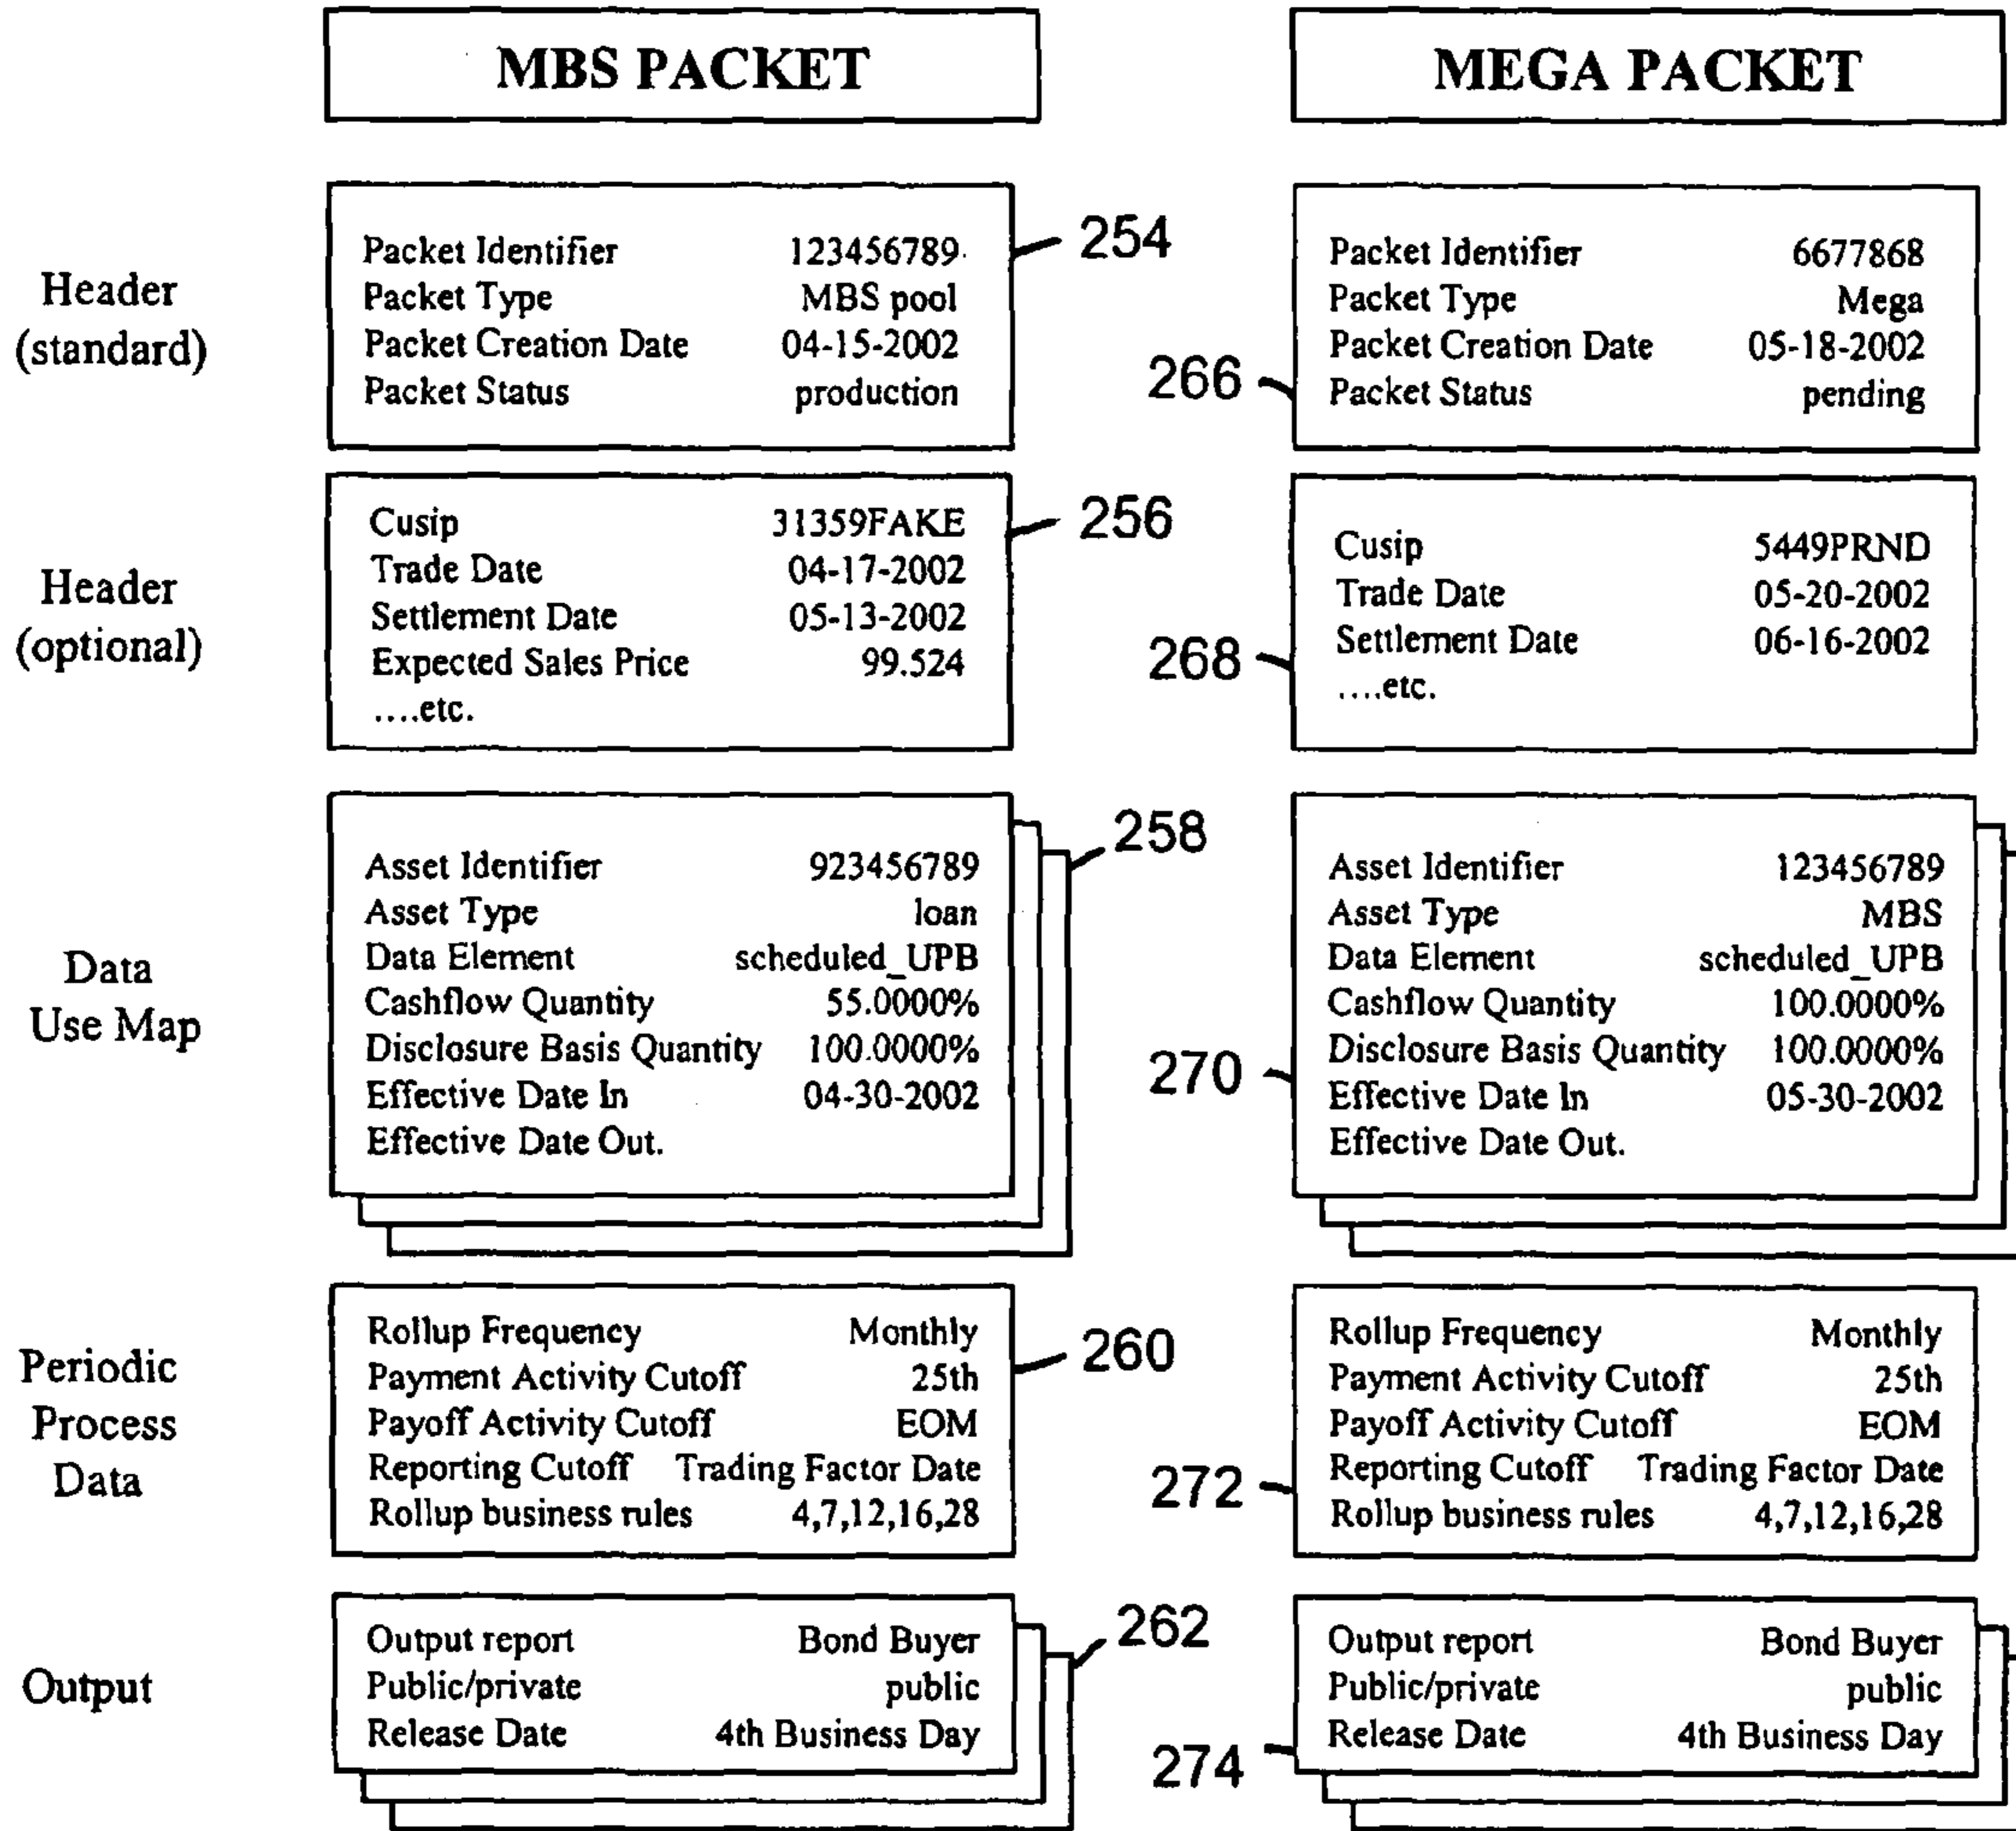 MBS PACKET
MEGA PACKET
Header
(standard)
Packet Identifier 123456789
Packet Type MBS pool
Packet Creation Date 04-15-2002
Packet Status production
254
266
Packet Identifier 6677868
Packet Type Mega
Packet Creation Date 05-18-2002
Packet Status pending
Header
(optional)
Cusip 31359FAKE
Trade Date 04-17-2002
Settlement Date 05-13-2002
Expected Sales Price 99.524
....etc.
256
268
Cusip 5449PRND
Trade Date 05-20-2002
Settlement Date 06-16-2002
....etc.
Data
Use Map
Asset Identifier 923456789
Asset Type loan
Data Element scheduled_UPB
Cashflow Quantity 55.0000%
Disclosure Basis Quantity 100.0000%
Effective Date In 04-30-2002
Effective Date Out.
258
270
Asset Identifier 123456789
Asset Type MBS
Data Element scheduled_UPB
Cashflow Quantity 100.0000%
Disclosure Basis Quantity 100.0000%
Effective Date In 05-30-2002
Effective Date Out.
Periodic
Process
Data
Rollup Frequency Monthly
Payment Activity Cutoff 25th
Payoff Activity Cutoff EOM
Reporting Cutoff Trading Factor Date
Rollup business rules 4,7,12,16,28
260
272
Rollup Frequency Monthly
Payment Activity Cutoff 25th
Payoff Activity Cutoff EOM
Reporting Cutoff Trading Factor Date
Rollup business rules 4,7,12,16,28
Output
Output report Bond Buyer
Public/private public
Release Date 4th Business Day
262
274
Output report Bond Buyer
Public/private public
Release Date 4th Business Day